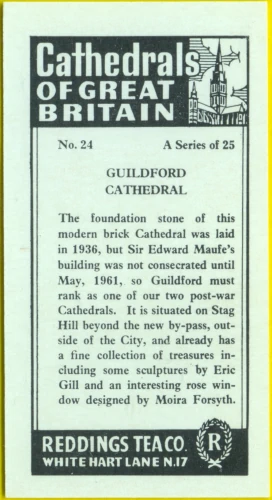 Cathedrals
OF GREAT
BRITAIN
No. 24 A Series of 25
GUILDFORD
CATHEDRAL
The foundation stone of this
modern brick Cathedral was laid
in 1936, but Sir Edward Maufe's
building was not consecrated until
May, 1961, so Guildford must
rank as one of our two post-war
Cathedrals. It is situated on Stag
Hill beyond the new by-pass, out-
side of the City, and already has
a fine collection of treasures in-
cluding some sculptures by Eric
Gill and an interesting rose win-
dow designed by Moira Forsyth.
REDDINGS TEA CO.
WHITE HART LANE N.17
R